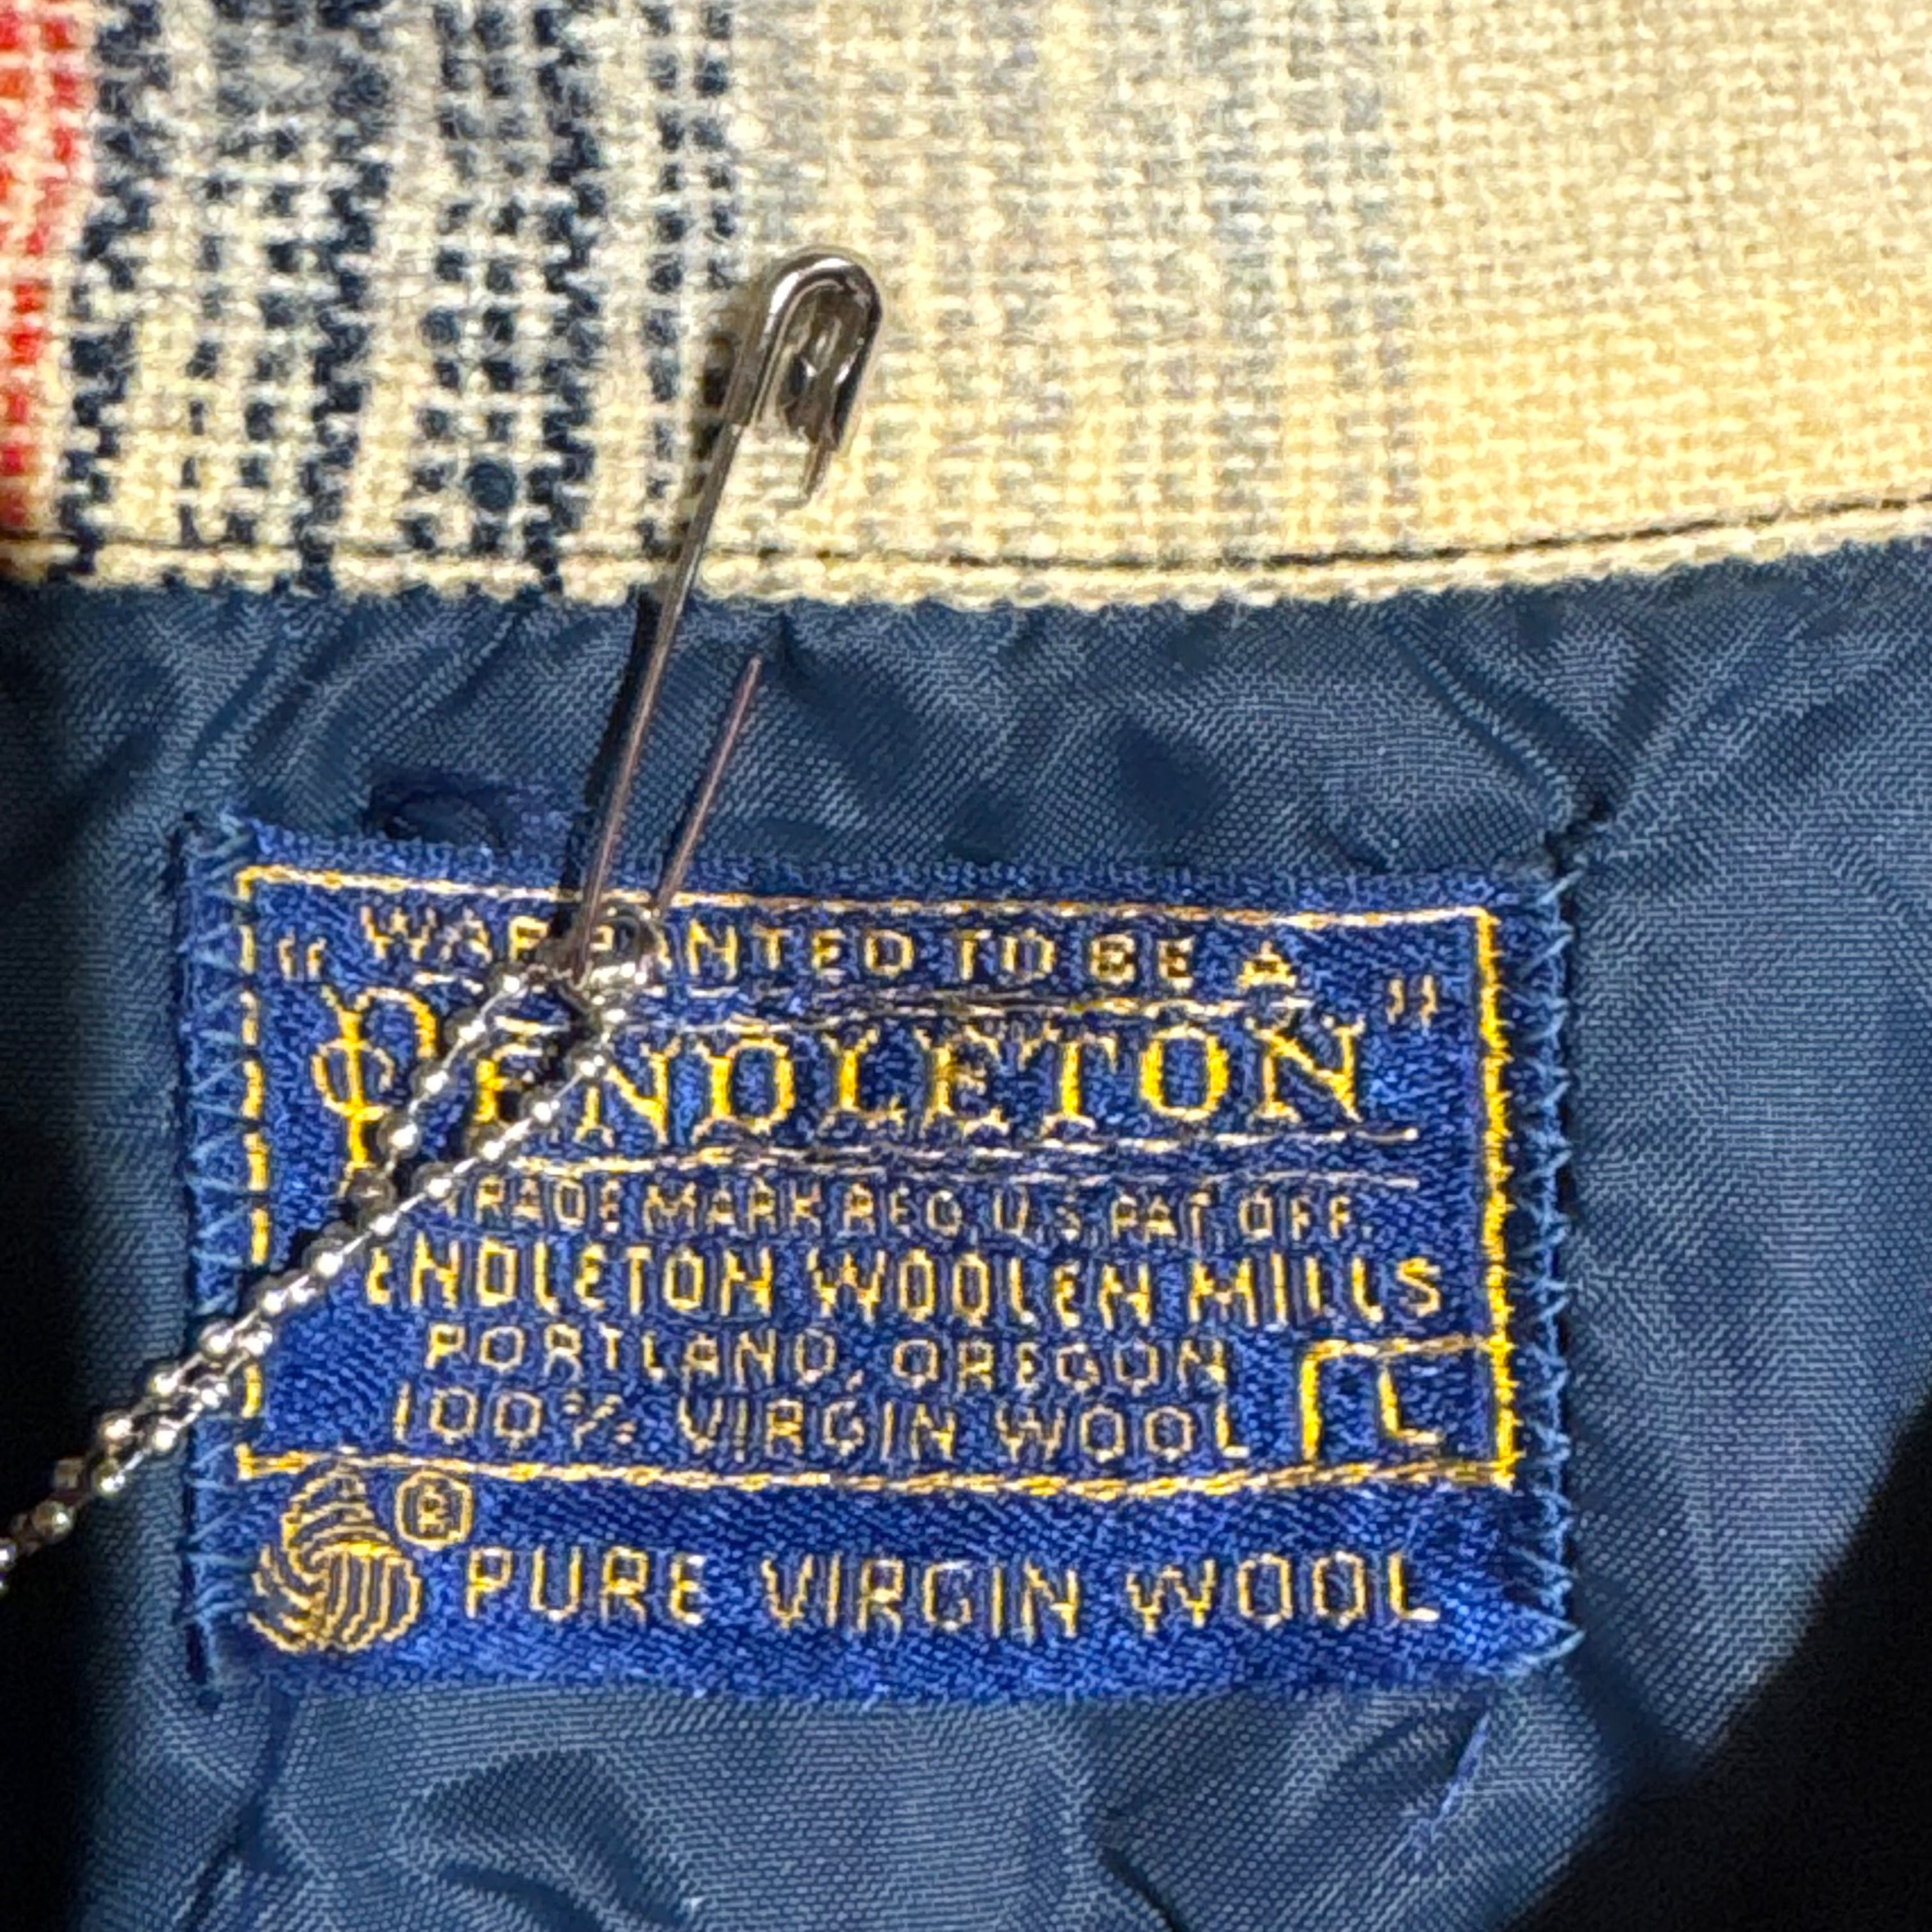 " WARRANTED TO BE A "
PENDLETON
TRADE MARK REG. U.S. PAT. OFF.
ENDLETON WOOLEN MILLS
PORTLAND, OREGON
100% VIRGIN WOOL L
® PURE VIRGIN WOOL